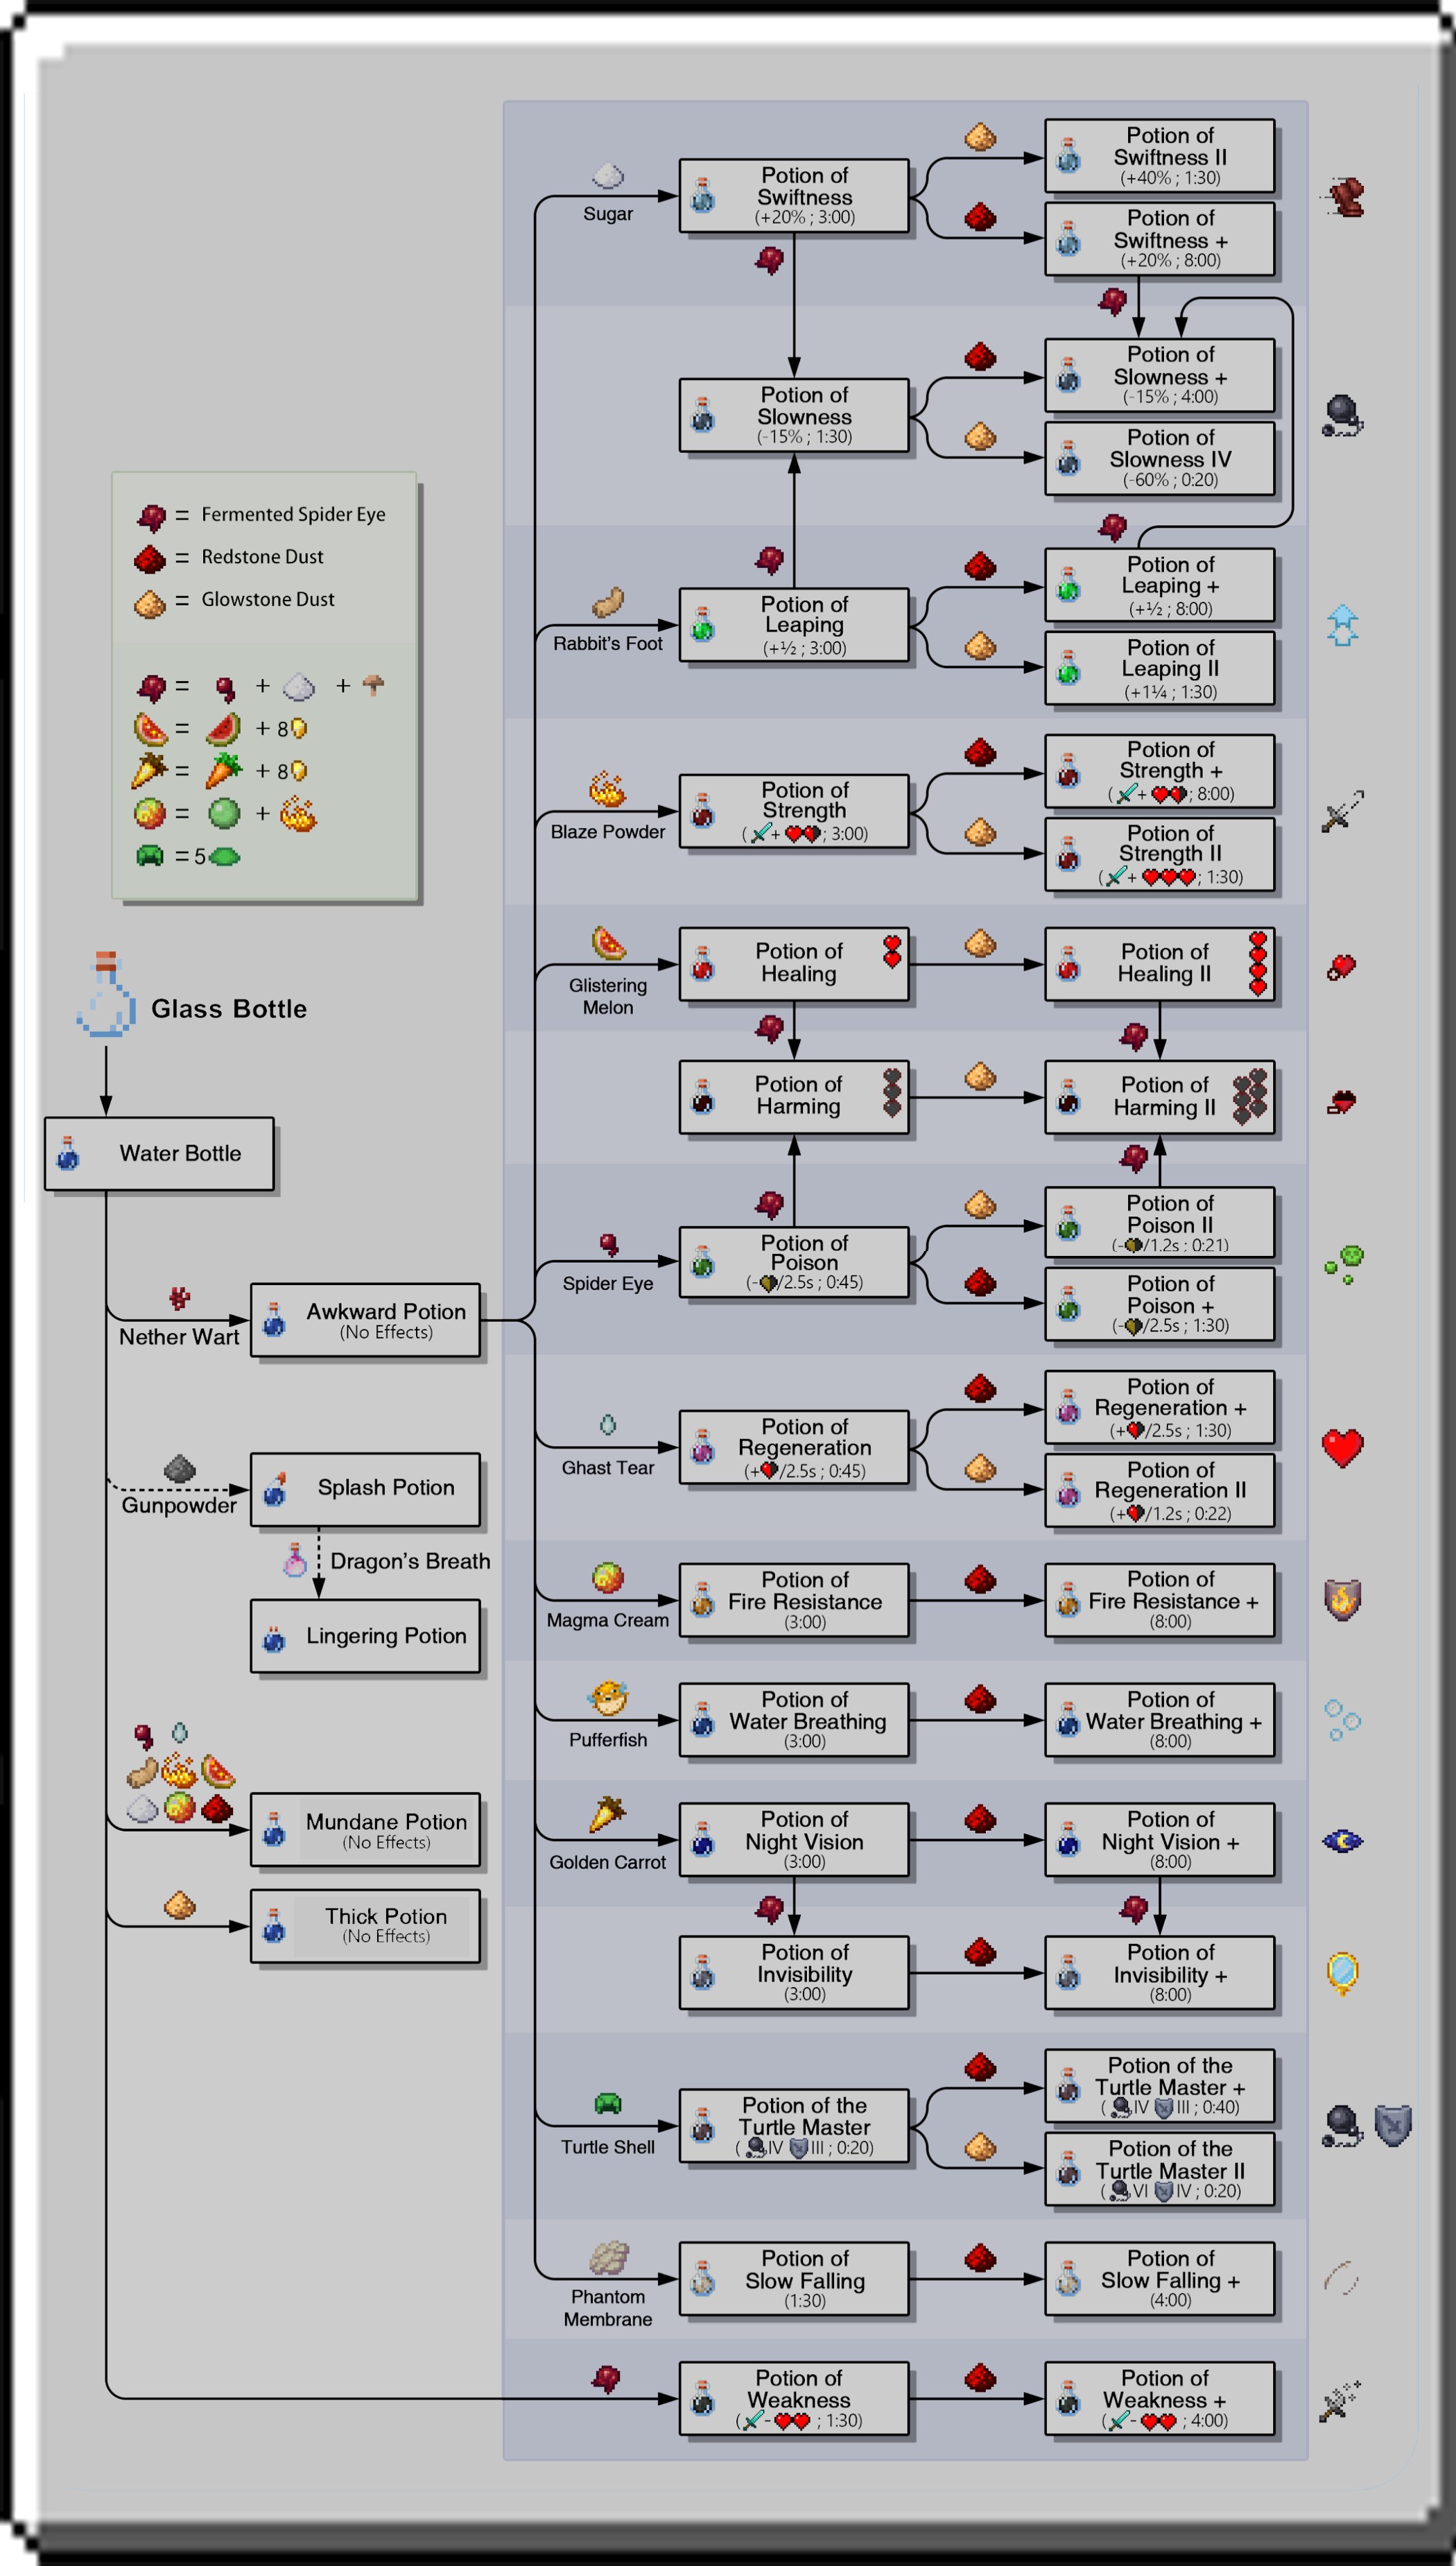 Sugar
Potion of
Swiftness
(+20% ; 3:00)
Potion of
Swiftness II
(+40% ; 1:30)
Potion of
Swiftness +
(+20% ; 8:00)
Potion of
Slowness
(-15% ; 1:30)
Potion of
Slowness +
(-15% ; 4:00)
Potion of
Slowness IV
(-60% ; 0:20)
= Fermented Spider Eye
= Redstone Dust
= Glowstone Dust
= + +
= + 8
= + 8
= +
= 5
Rabbit's Foot
Potion of
Leaping
(+½ ; 3:00)
Potion of
Leaping +
(+½ ; 8:00)
Potion of
Leaping II
(+1¼ ; 1:30)
Blaze Powder
Potion of
Strength
( + ; 3:00)
Potion of
Strength +
( + ; 8:00)
Potion of
Strength II
( + ; 1:30)
Glistering
Melon
Potion of
Healing
Potion of
Healing II
Glass Bottle
Potion of
Harming
Potion of
Harming II
Water Bottle
Spider Eye
Potion of
Poison
(- /2.5s ; 0:45)
Potion of
Poison II
(- /1.2s ; 0:21)
Potion of
Poison +
(- /2.5s ; 1:30)
Nether Wart
Awkward Potion
(No Effects)
Ghast Tear
Potion of
Regeneration
(+ /2.5s ; 0:45)
Potion of
Regeneration +
(+ /2.5s ; 1:30)
Potion of
Regeneration II
(+ /1.2s ; 0:22)
Gunpowder
Splash Potion
Dragon's Breath
Lingering Potion
Magma Cream
Potion of
Fire Resistance
(3:00)
Potion of
Fire Resistance +
(8:00)
Pufferfish
Potion of
Water Breathing
(3:00)
Potion of
Water Breathing +
(8:00)
Mundane Potion
(No Effects)
Golden Carrot
Potion of
Night Vision
(3:00)
Potion of
Night Vision +
(8:00)
Thick Potion
(No Effects)
Potion of
Invisibility
(3:00)
Potion of
Invisibility +
(8:00)
Turtle Shell
Potion of the
Turtle Master
( IV III ; 0:20)
Potion of the
Turtle Master +
( IV III ; 0:40)
Potion of the
Turtle Master II
( VI IV ; 0:20)
Phantom
Membrane
Potion of
Slow Falling
(1:30)
Potion of
Slow Falling +
(4:00)
Potion of
Weakness
( - ; 1:30)
Potion of
Weakness +
( - ; 4:00)